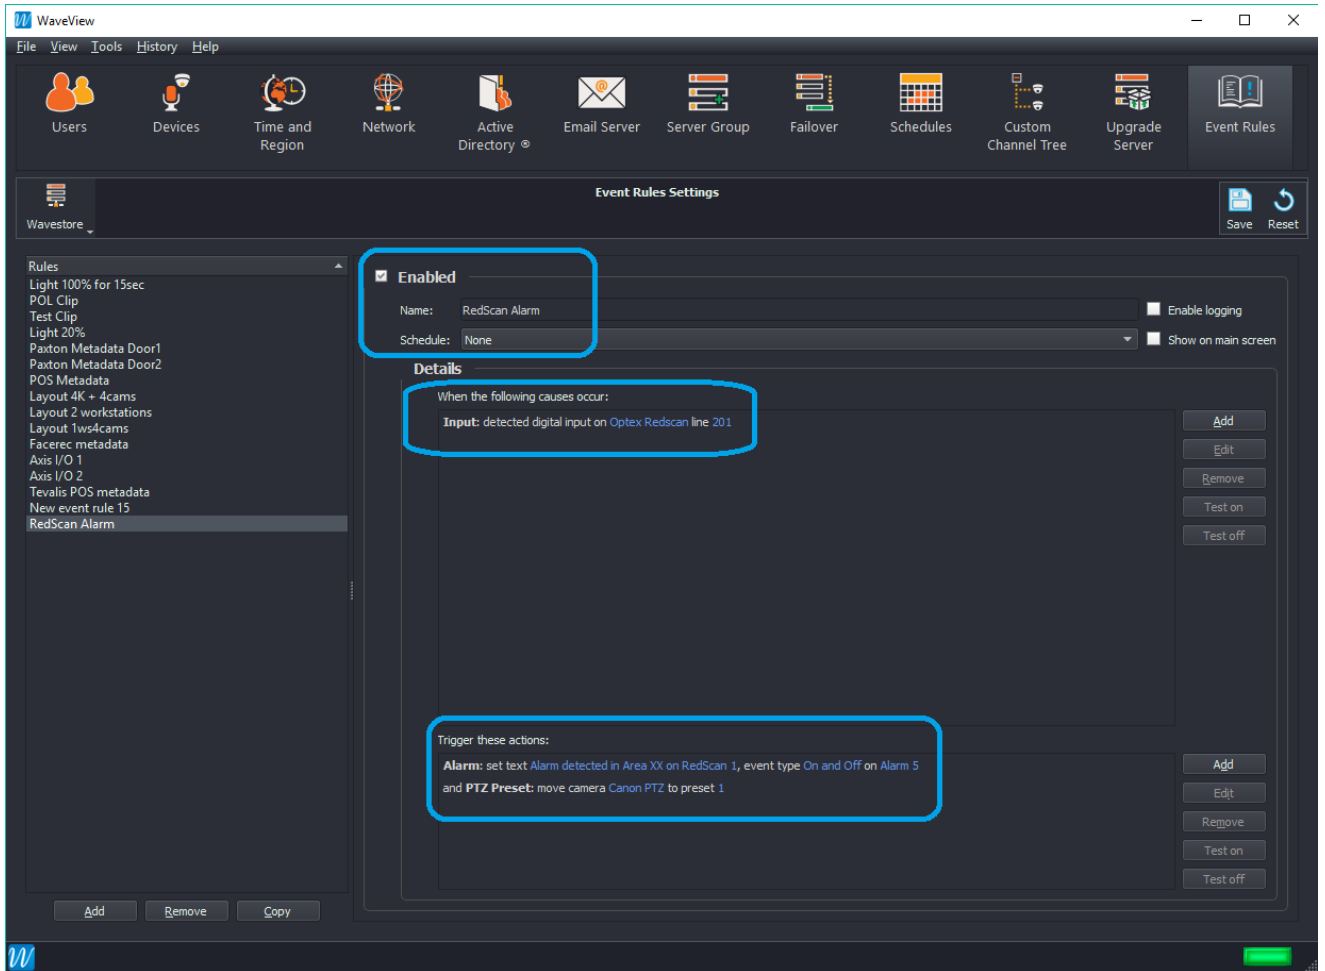 WaveView
File View Tools History Help
Users
Devices
Time and
Region
Network
Active
Directory ®
Email Server
Server Group
Failover
Schedules
Custom
Channel Tree
Upgrade
Server
Event Rules
Wavestore
Event Rules Settings
Save Reset
Rules
Light 100% for 15sec
POL Clip
Test Clip
Light 20%
Paxton Metadata Door1
Paxton Metadata Door2
POS Metadata
Layout 4K + 4cams
Layout 2 workstations
Layout 1ws4cams
Facerec metadata
Axis I/O 1
Axis I/O 2
Tevalis POS metadata
New event rule 15
RedScan Alarm
Add Remove Copy
Enabled
Name: RedScan Alarm
Enable logging
Schedule: None
Show on main screen
Details
When the following causes occur:
Input: detected digital input on Optex Redscan line 201
Add
Edit
Remove
Test on
Test off
Trigger these actions:
Alarm: set text Alarm detected in Area XX on RedScan 1, event type On and Off on Alarm 5
and PTZ Preset: move camera Canon PTZ to preset 1
Add
Edit
Remove
Test on
Test off